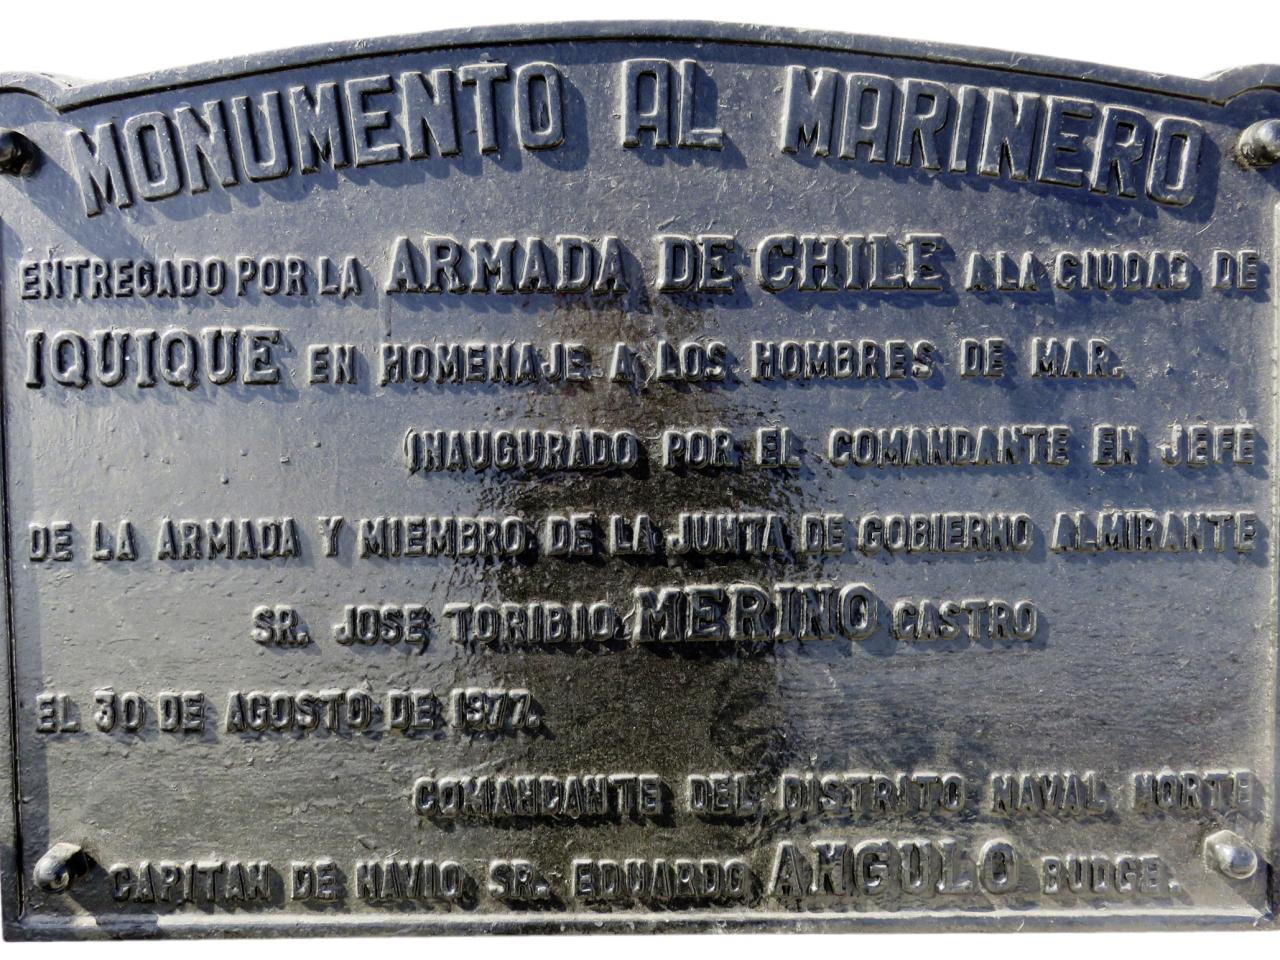 MONUMENTO AL MARINERO
ENTREGADO POR LA ARMADA DE CHILE A LA CIUDAD DE
IQUIQUE EN HOMENAJE A LOS HOMBRES DE MAR.
INAUGURADO POR EL COMANDANTE EN JEFE
DE LA ARMADA Y MIEMBRO DE LA JUNTA DE GOBIERNO ALMIRANTE
SR. JOSE TORIBIO MERINO CASTRO
EL 30 DE AGOSTO DE 1977.
COMANDANTE DEL DISTRITO NAVAL NORTE
CAPITAN DE NAVIO SR. EDUARDO ANGULO BUDGE.